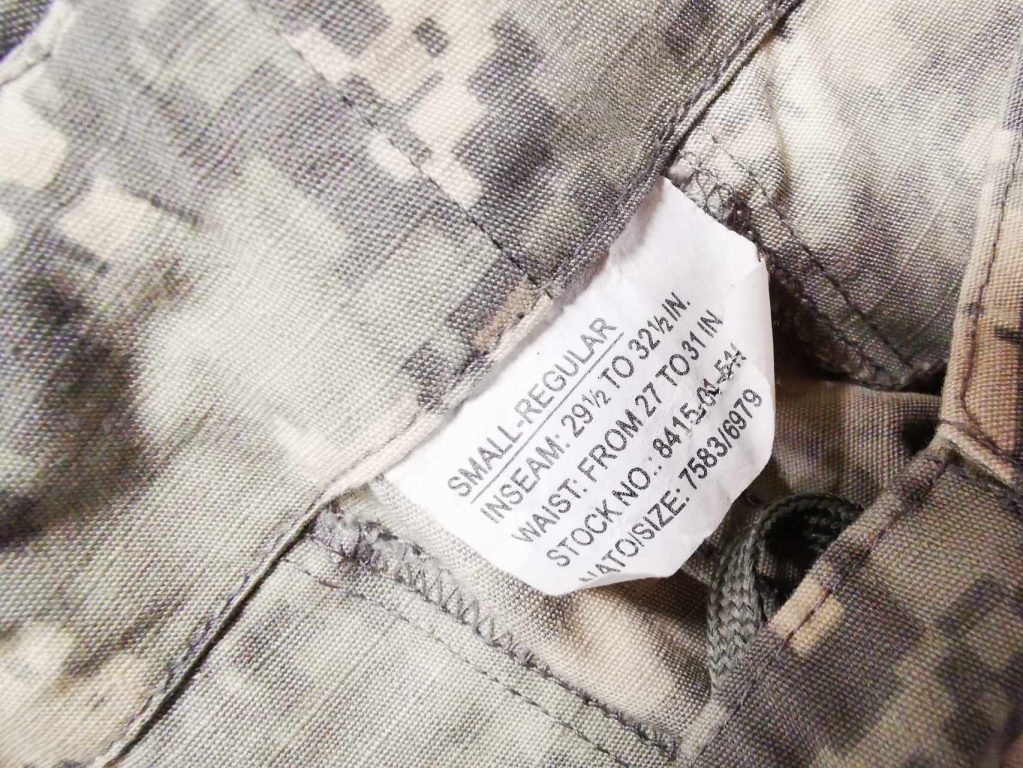 SMALL-REGULAR
INSEAM: 29½ TO 32½ IN.
WAIST: FROM 27 TO 31 IN
STOCK NO.: 8415-01-
NATO/SIZE: 7583/6979